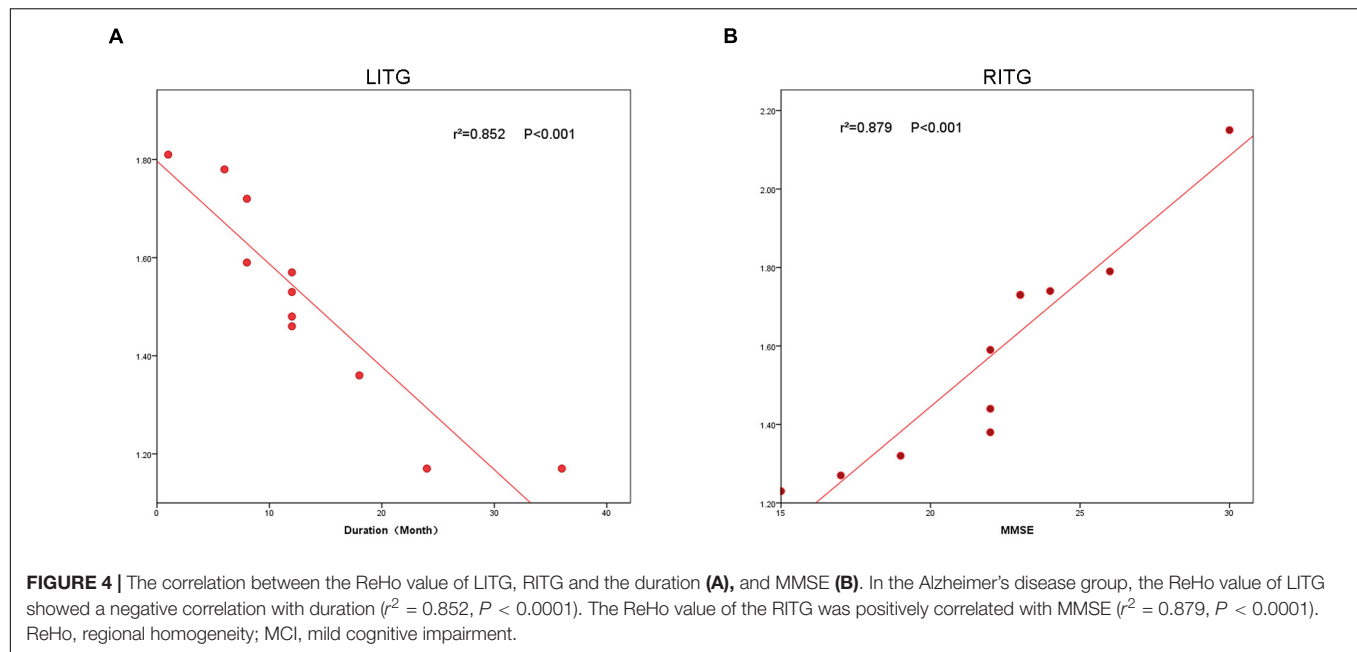 A
LITG
r²=0.852 P<0.001
1.80
1.60
1.40
1.20
0 10 20 30 40
Duration（Month）
B
RITG
r²=0.879 P<0.001
2.20
2.00
1.80
1.60
1.40
1.20
15 20 25 30
MMSE
FIGURE 4 | The correlation between the ReHo value of LITG, RITG and the duration (A), and MMSE (B). In the Alzheimer's disease group, the ReHo value of LITG
showed a negative correlation with duration (r² = 0.852, P < 0.0001). The ReHo value of the RITG was positively correlated with MMSE (r² = 0.879, P < 0.0001).
ReHo, regional homogeneity; MCI, mild cognitive impairment.